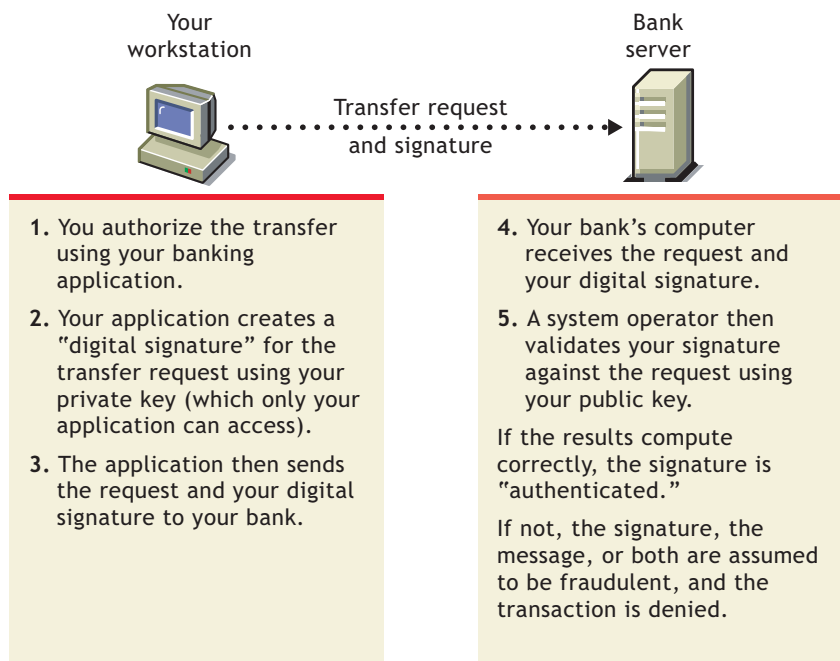 Your
workstation
Bank
server
Transfer request
and signature
1. You authorize the transfer
using your banking
application.
2. Your application creates a
“digital signature” for the
transfer request using your
private key (which only your
application can access).
3. The application then sends
the request and your digital
signature to your bank.
4. Your bank’s computer
receives the request and
your digital signature.
5. A system operator then
validates your signature
against the request using
your public key.
If the results compute
correctly, the signature is
“authenticated.”
If not, the signature, the
message, or both are assumed
to be fraudulent, and the
transaction is denied.